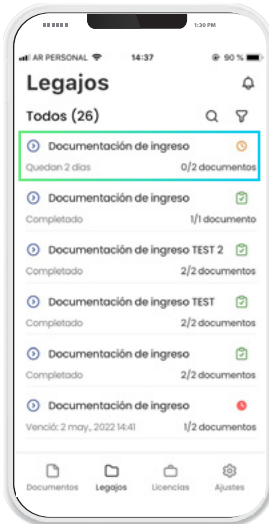 1:30 PM
AR PERSONAL 14:37 90 %
Legajos
Todos (26)
Documentación de ingreso
Quedan 2 días 0/2 documentos
Documentación de ingreso
Completado 1/1 documento
Documentación de ingreso TEST 2
Completado 2/2 documentos
Documentación de ingreso TEST
Completado 2/2 documentos
Documentación de ingreso
Completado 2/2 documentos
Documentación de ingreso
Venció: 2 may., 2022 14:41 1/2 documentos
Documentos Legajos Licencias Ajustes